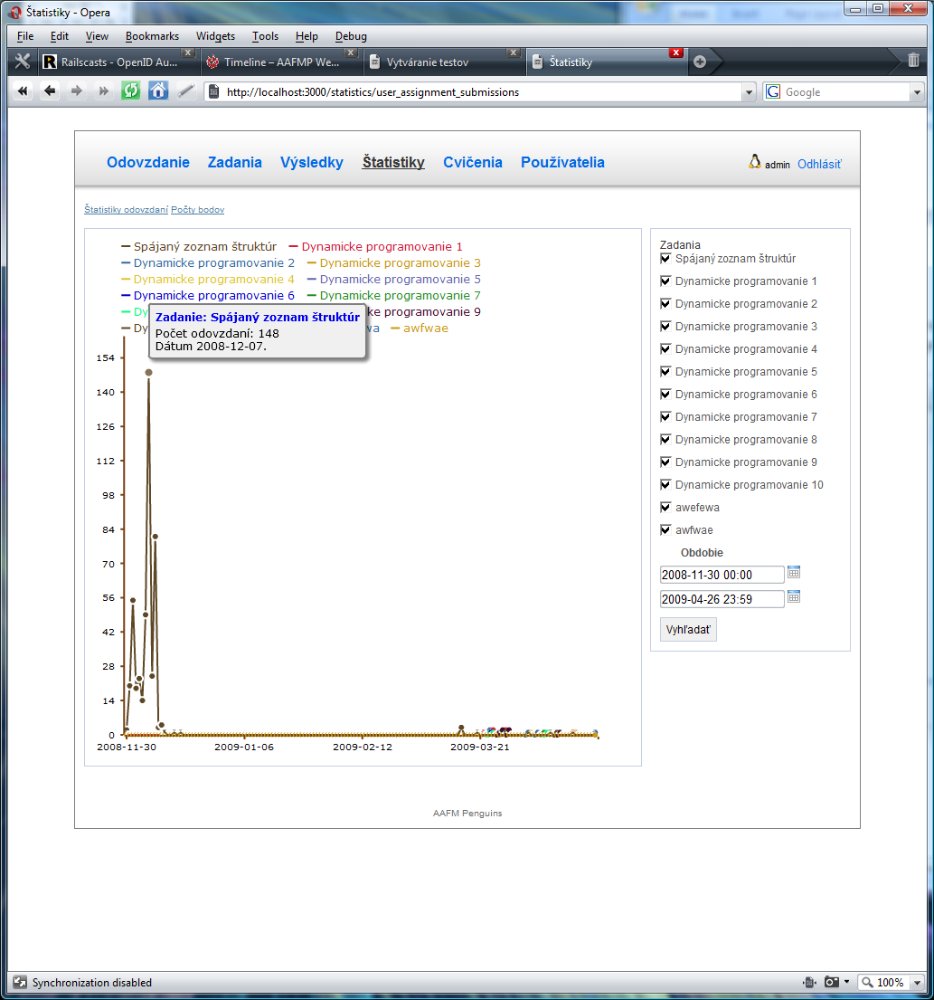 Štatistiky - Opera
File Edit View Bookmarks Widgets Tools Help Debug
Railscasts - OpenID Au... Timeline – AAFMP We... Vytváranie testov Štatistiky
http://localhost:3000/statistics/user_assignment_submissions Google
Odovzdanie Zadania Výsledky Štatistiky Cvičenia Používatelia admin Odhlásiť
Štatistiky odovzdaní Počty bodov
Spájaný zoznam štruktúr Dynamicke programovanie 1
Dynamicke programovanie 2 Dynamicke programovanie 3
Dynamicke programovanie 4 Dynamicke programovanie 5
Dynamicke programovanie 6 Dynamicke programovanie 7
programovanie 9
awfwae
Zadanie: Spájaný zoznam štruktúr
Počet odovzdaní: 148
Dátum 2008-12-07.
154
140
126
112
98
84
70
56
42
28
14
0
2008-11-30 2009-01-06 2009-02-12 2009-03-21
Zadania
Spájaný zoznam štruktúr
Dynamicke programovanie 1
Dynamicke programovanie 2
Dynamicke programovanie 3
Dynamicke programovanie 4
Dynamicke programovanie 5
Dynamicke programovanie 6
Dynamicke programovanie 7
Dynamicke programovanie 8
Dynamicke programovanie 9
Dynamicke programovanie 10
awefewa
awfwae
Obdobie
2008-11-30 00:00
2009-04-26 23:59
Vyhľadať
AAFM Penguins
Synchronization disabled 100%